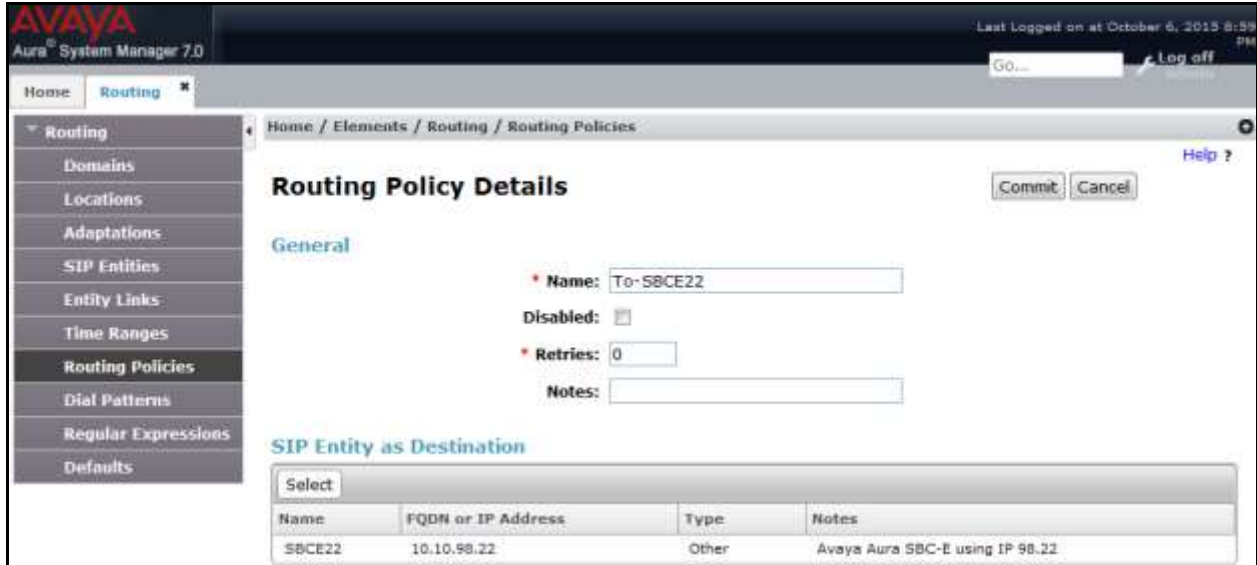 AVAYA
Last Logged on at October 6, 2015 8:59
PM
Aura® System Manager 7.0
Go...
Log off
Home
Routing ✖
Routing
Home / Elements / Routing / Routing Policies
Help ?
Domains
Locations
Adaptations
SIP Entities
Entity Links
Time Ranges
Routing Policies
Dial Patterns
Regular Expressions
Defaults
Routing Policy Details
Commit Cancel
General
* Name: To-SBCE22
Disabled:
* Retries: 0
Notes:
SIP Entity as Destination
Select
Name FQDN or IP Address Type Notes
SBCE22 10.10.98.22 Other Avaya Aura SBC-E using IP 98.22